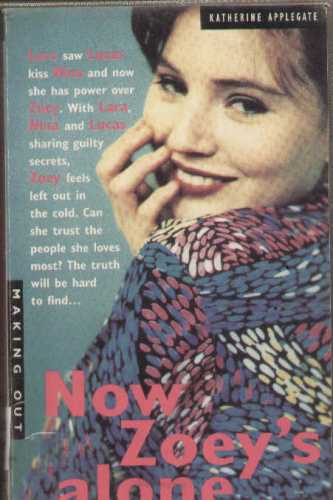 KATHERINE APPLEGATE
Lara saw Lucas
kiss Nina and now
she has power over
Zoey. With Lara,
Nina and Lucas
sharing guilty
secrets,
Zoey feels
left out in
the cold. Can
she trust the
people she loves
most? The truth
will be hard
to find...
MAKING OUT
Now
Zoey's
alone